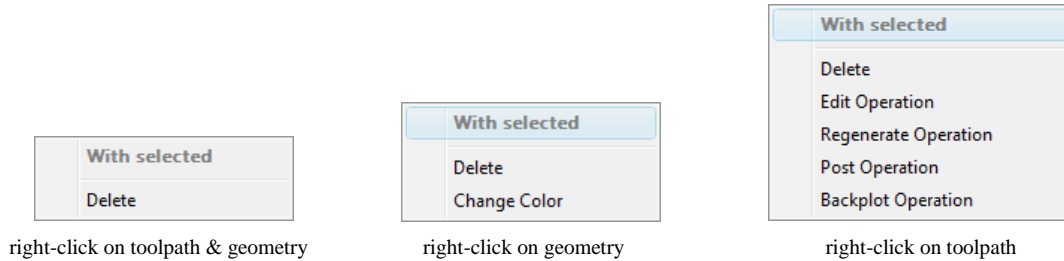 With selected
Delete
right-click on toolpath & geometry
With selected
Delete
Change Color
right-click on geometry
With selected
Delete
Edit Operation
Regenerate Operation
Post Operation
Backplot Operation
right-click on toolpath